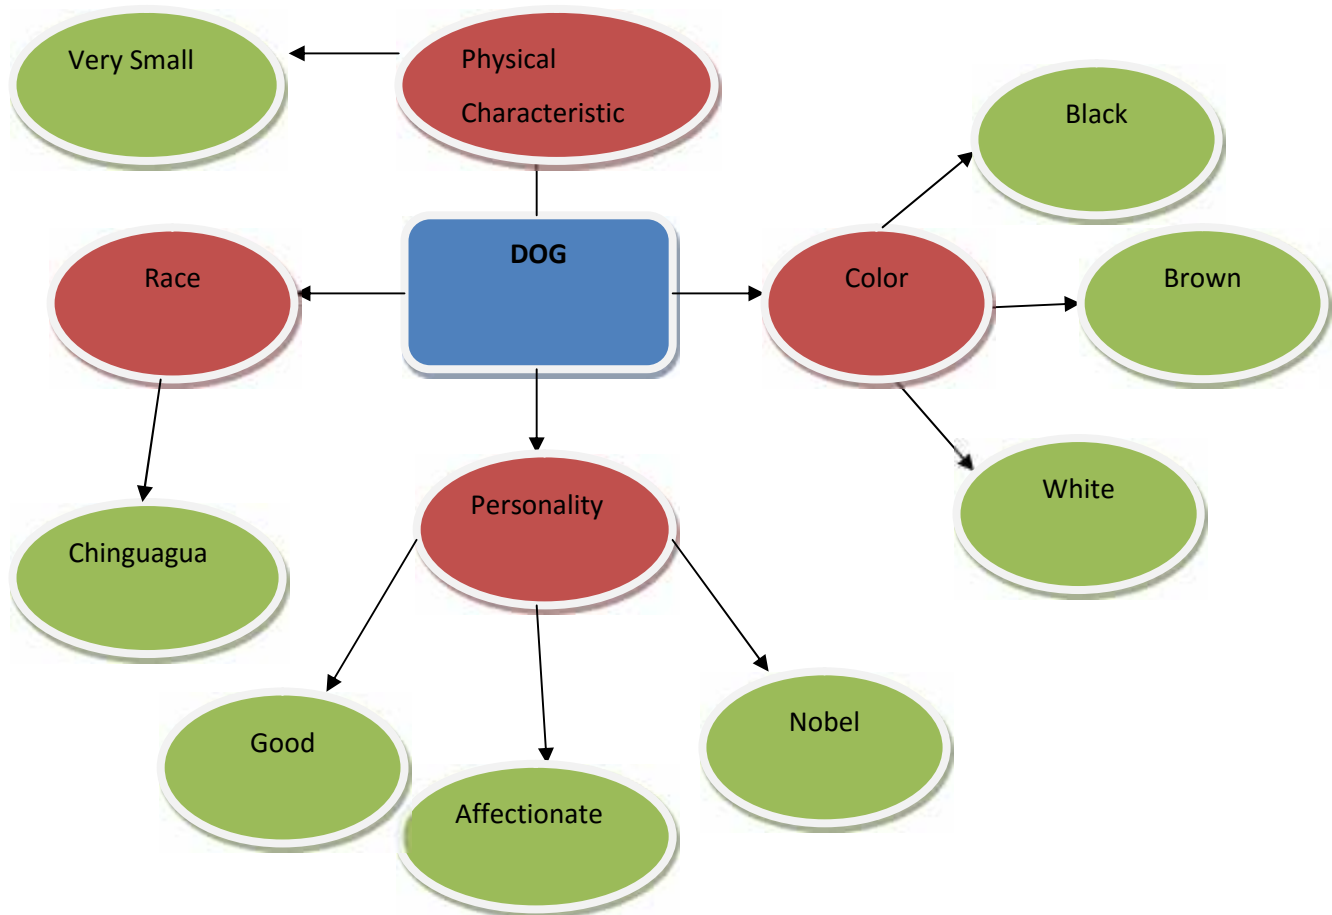 Very Small
Physical
Characteristic
Black
Race
DOG
Color
Brown
Personality
White
Chinguagua
Good
Nobel
Affectionate